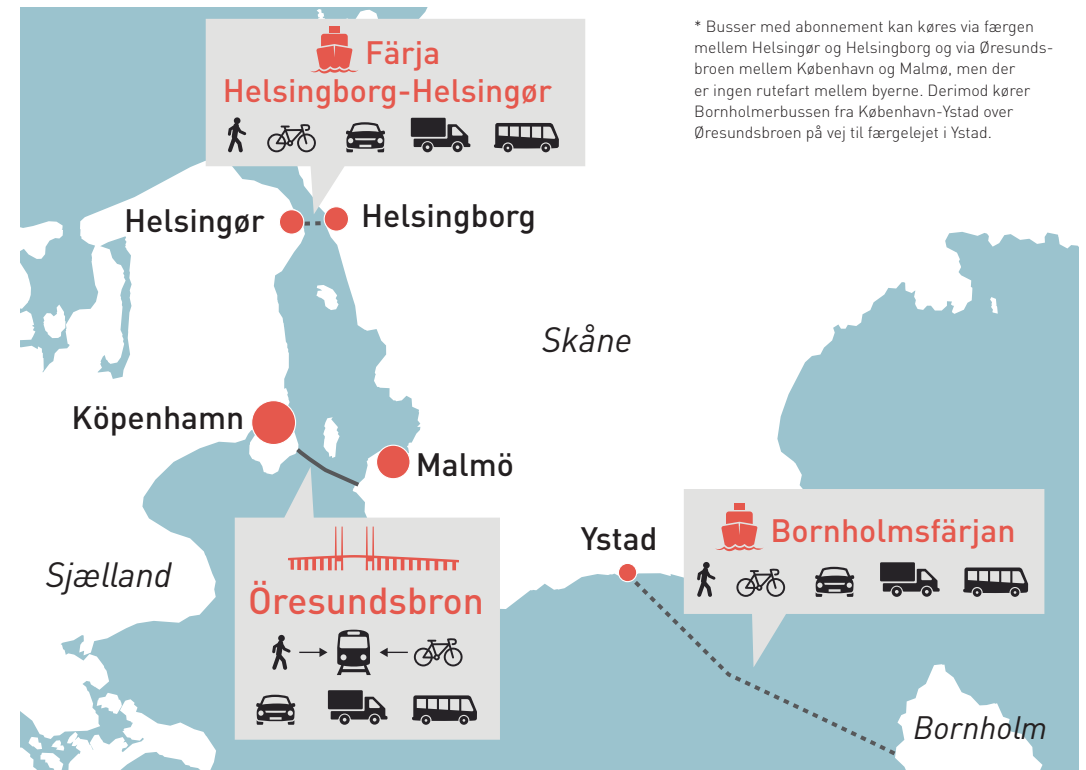 Färja
Helsingborg-Helsingør
* Busser med abonnement kan køres via færgen
mellem Helsingør og Helsingborg og via Øresunds-
broen mellem København og Malmø, men der
er ingen rutefart mellem byerne. Derimod kører
Bornholmerbussen fra København-Ystad over
Øresundsbroen på vej til færgelejet i Ystad.
Helsingør
Helsingborg
Skåne
Köpenhamn
Malmö
Ystad
Bornholmsfärjan
Sjælland
Öresundsbron
Bornholm